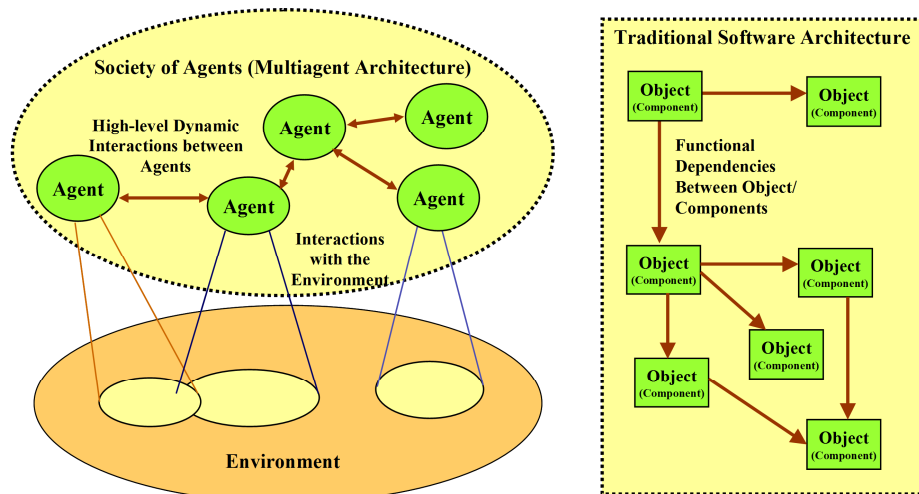 Society of Agents (Multiagent Architecture)
High-level Dynamic
Interactions between
Agents
Agent
Agent
Agent
Agent
Agent
Interactions
with the
Environment
Environment
Traditional Software Architecture
Object
(Component)
Object
(Component)
Functional
Dependencies
Between Object/
Components
Object
(Component)
Object
(Component)
Object
(Component)
Object
(Component)
Object
(Component)